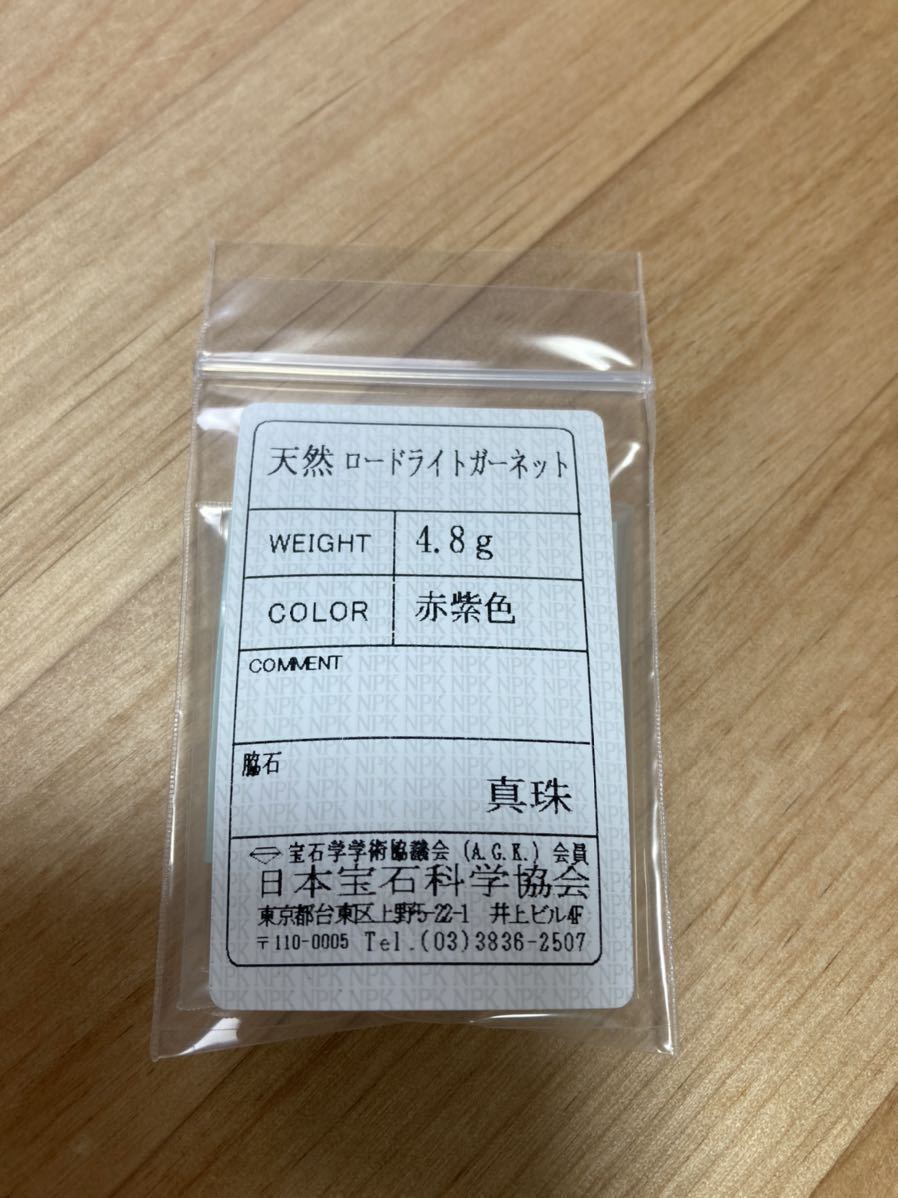 天然 ロードライトガーネット
WEIGHT 4.8g
COLOR 赤紫色
COMMENT
脇石
真珠
宝石学学術協議会 (A.G.K.) 会員
日本宝石科学協会
東京都台東区上野5-22-1 井上ビル4F
〒110-0005 Tel.(03)3836-2507